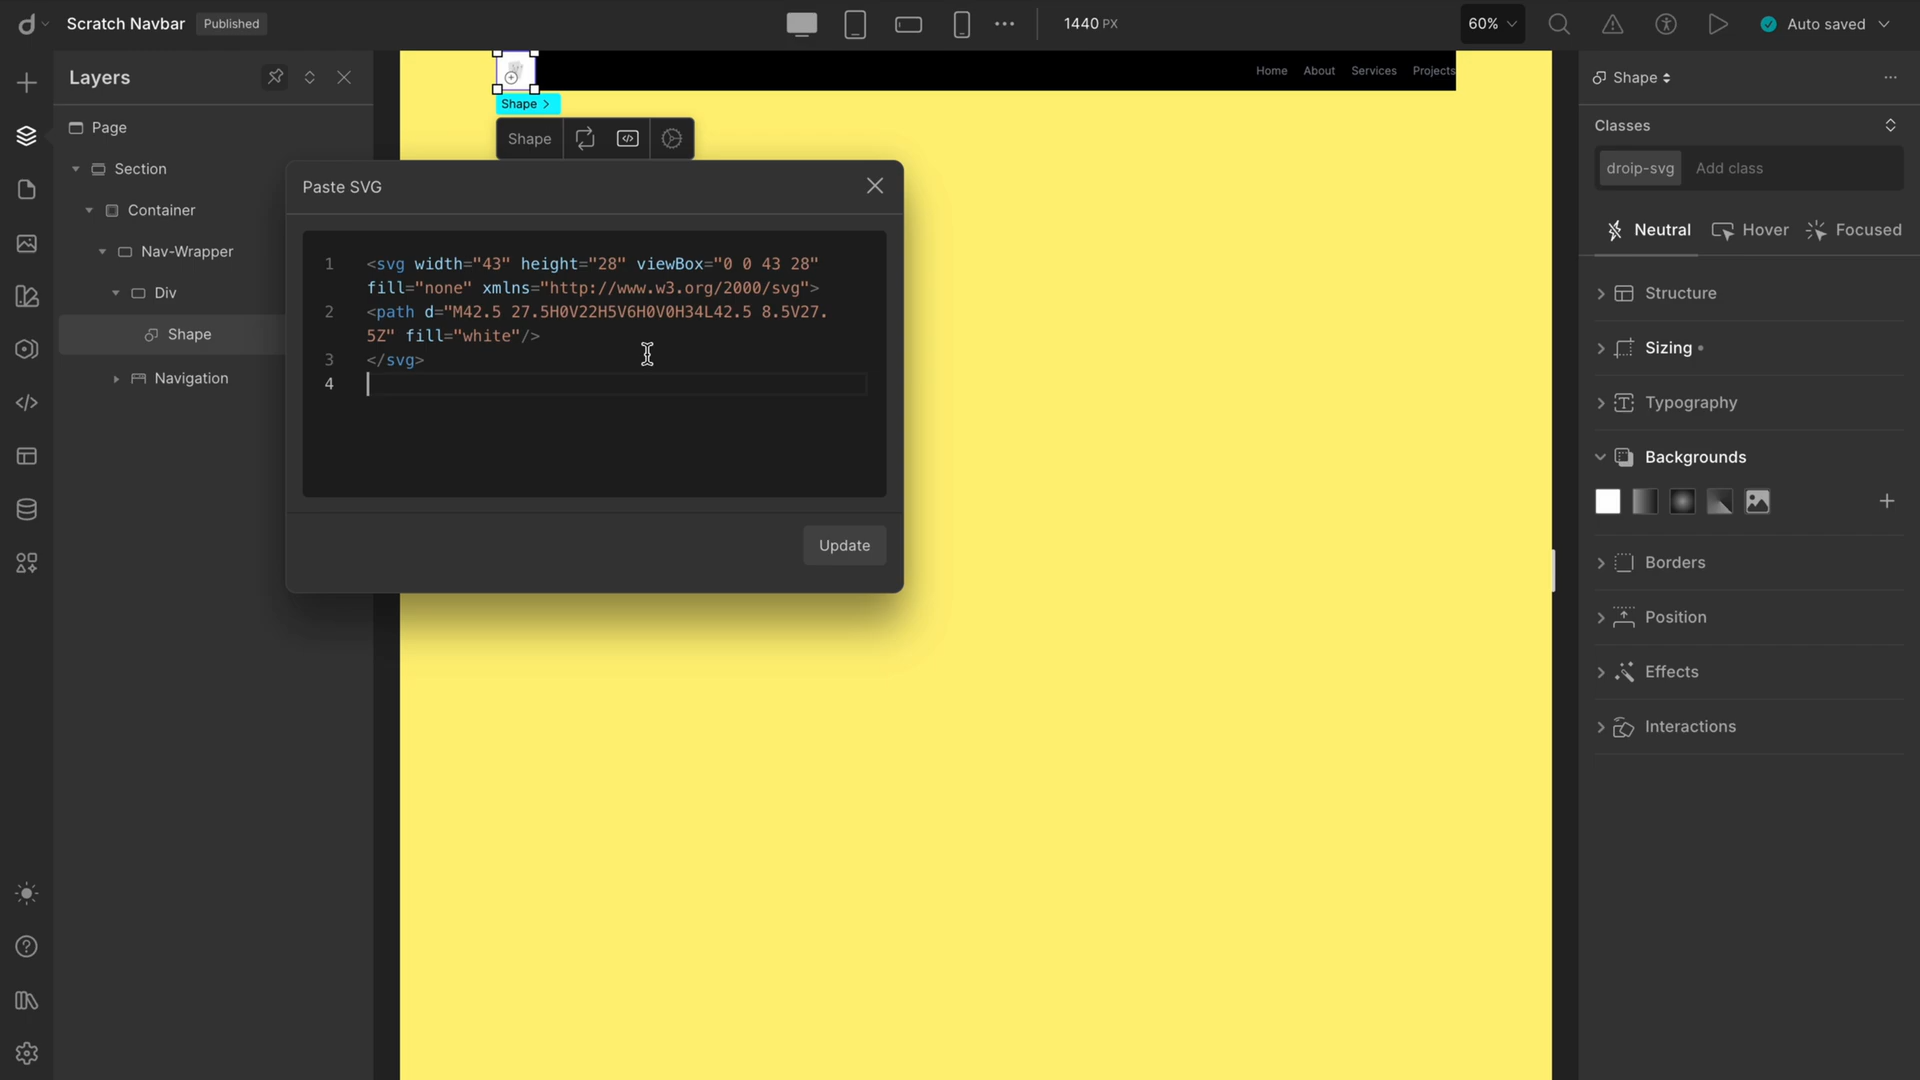 Scratch Navbar
Published
1440 PX
60%
Auto saved
Layers
Page
Section
Container
Nav-Wrapper
Div
Shape
Navigation
Home About Services Projects
Shape >
Shape
Paste SVG
1 <svg width="43" height="28" viewBox="0 0 43 28"
fill="none" xmlns="http://www.w3.org/2000/svg">
2 <path d="M42.5 27.5H0V22H5V6H0V0H34L42.5 8.5V27.
5Z" fill="white"/>
3 </svg>
4
Update
Shape
Classes
droip-svg Add class
Neutral Hover Focused
Structure
Sizing
Typography
Backgrounds
Borders
Position
Effects
Interactions